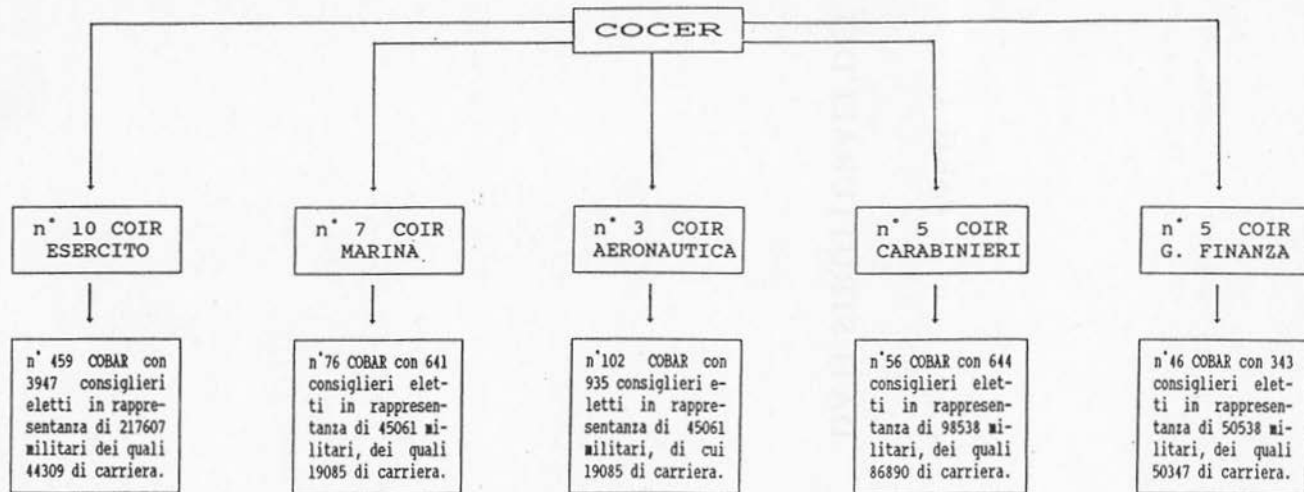 COCER
n° 10 COIR
ESERCITO
n° 7 COIR
MARINA
n° 3 COIR
AERONAUTICA
n° 5 COIR
CARABINIERI
n° 5 COIR
G. FINANZA
n° 459 COBAR con
3947 consiglieri
eletti in rappre-
sentanza di 217607
militari dei quali
44309 di carriera.
n°76 COBAR con 641
consiglieri elet-
ti in rappresen-
tanza di 45061 mi-
litari, dei quali
19085 di carriera.
n°102 COBAR con
935 consiglieri e-
letti in rappre-
sentanza di 45061
militari, di cui
19085 di carriera.
n°56 COBAR con 644
consiglieri elet-
ti in rappresen-
tanza di 98538 mi-
litari, dei quali
86890 di carriera.
n°46 COBAR con 343
consiglieri elet-
ti in rappresen-
tanza di 50538 mi-
litari, dei quali
50347 di carriera.